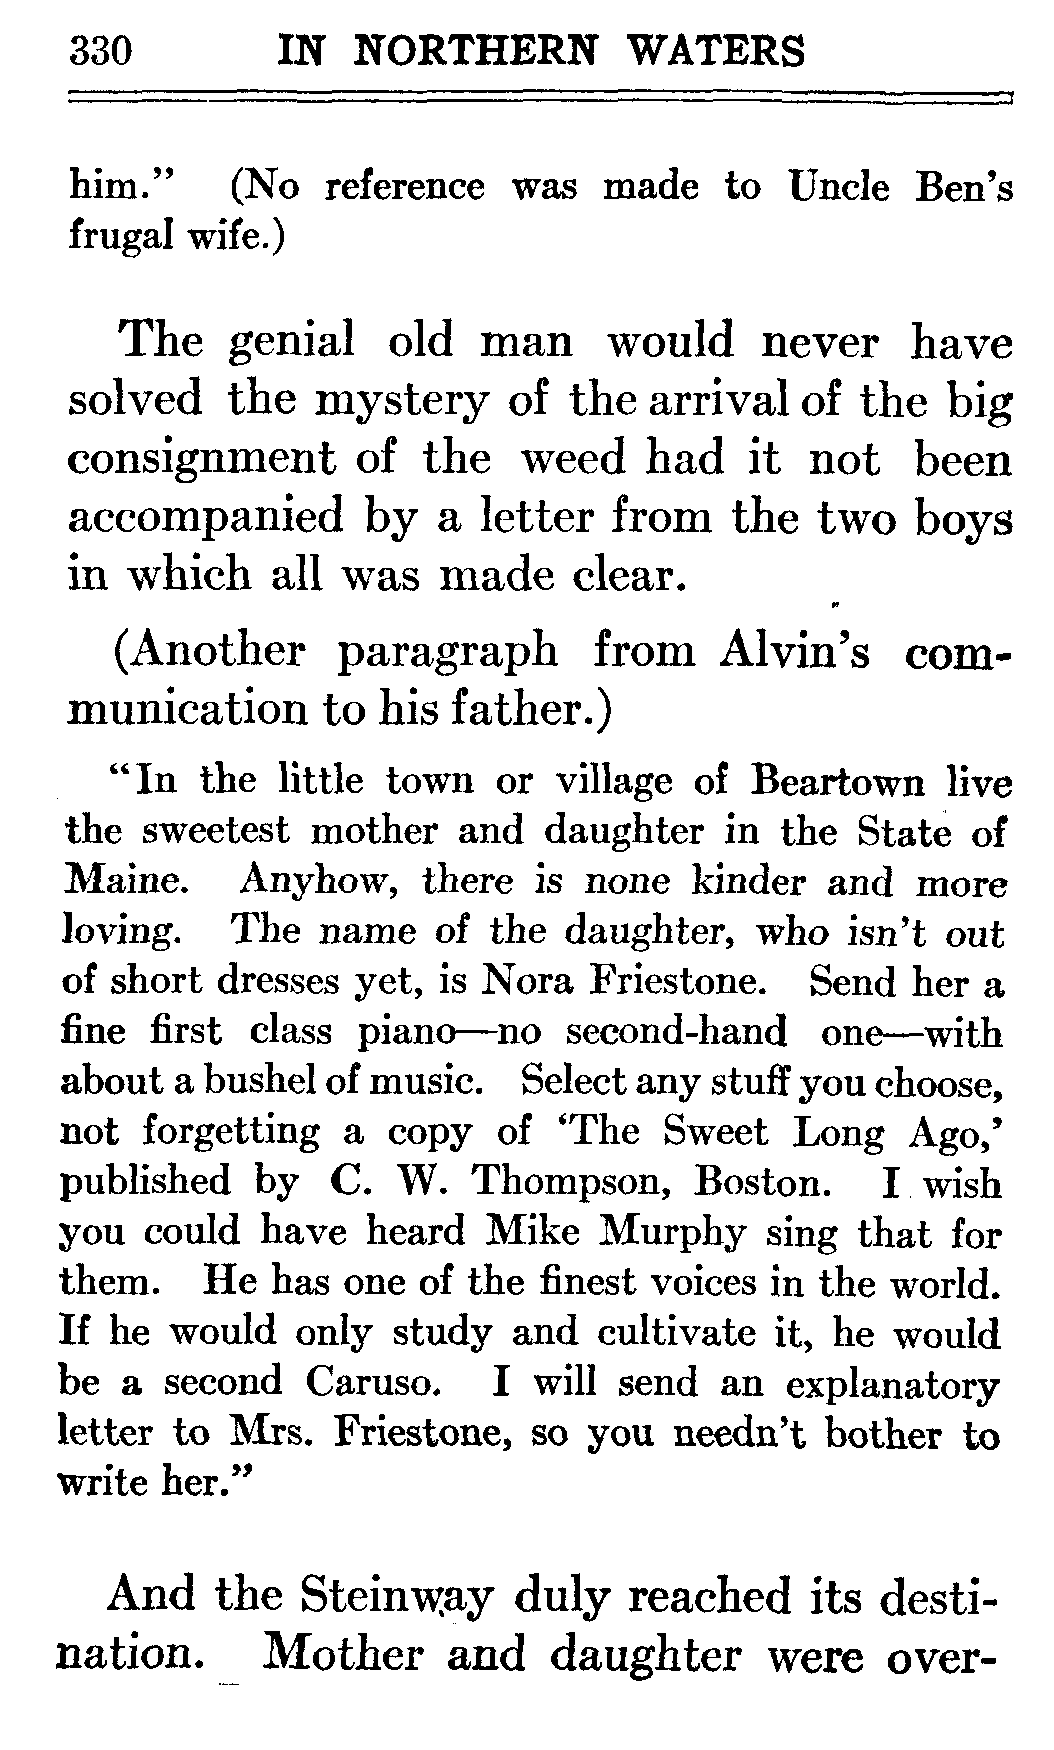 330 IN NORTHERN WATERS
him." (No reference was made to Uncle Ben's
frugal wife.)
The genial old man would never have
solved the mystery of the arrival of the big
consignment of the weed had it not been
accompanied by a letter from the two boys
in which all was made clear.
(Another paragraph from Alvin's com-
munication to his father.)
"In the little town or village of Beartown live
the sweetest mother and daughter in the State of
Maine. Anyhow, there is none kinder and more
loving. The name of the daughter, who isn't out
of short dresses yet, is Nora Friestone. Send her a
fine first class piano—no second-hand one—with
about a bushel of music. Select any stuff you choose,
not forgetting a copy of 'The Sweet Long Ago,'
published by C. W. Thompson, Boston. I wish
you could have heard Mike Murphy sing that for
them. He has one of the finest voices in the world.
If he would only study and cultivate it, he would
be a second Caruso. I will send an explanatory
letter to Mrs. Friestone, so you needn't bother to
write her."
And the Steinway duly reached its desti-
nation. Mother and daughter were over-